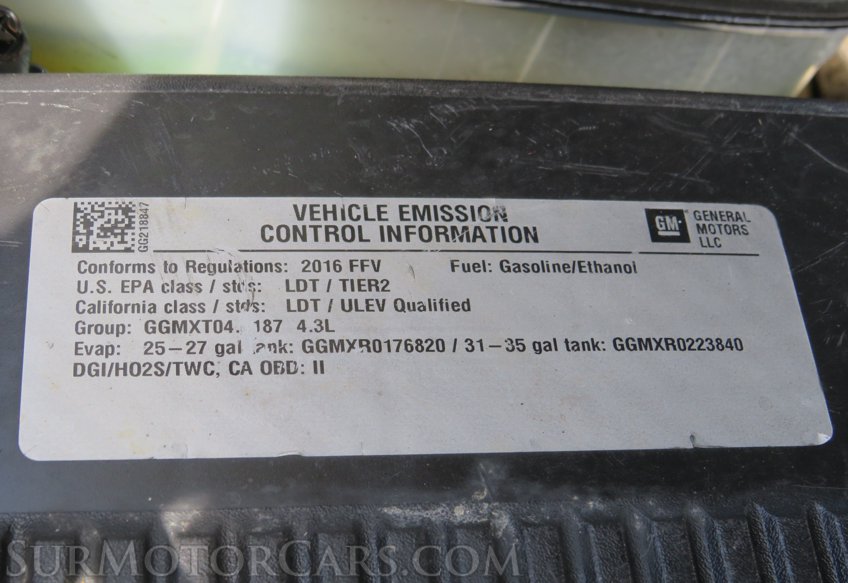 VEHICLE EMISSION
CONTROL INFORMATION
GG218847
GM
GENERAL
MOTORS
LLC
Conforms to Regulations: 2016 FFV Fuel: Gasoline/Ethanol
U.S. EPA class / stds: LDT / TIER2
California class / stds: LDT / ULEV Qualified
Group: GGMXT04. 187 4.3L
Evap: 25-27 gal tank: GGMXR0176820 / 31-35 gal tank: GGMXR0223840
DGI/HO2S/TWC, CA OBD: II
SurMotorCars.com